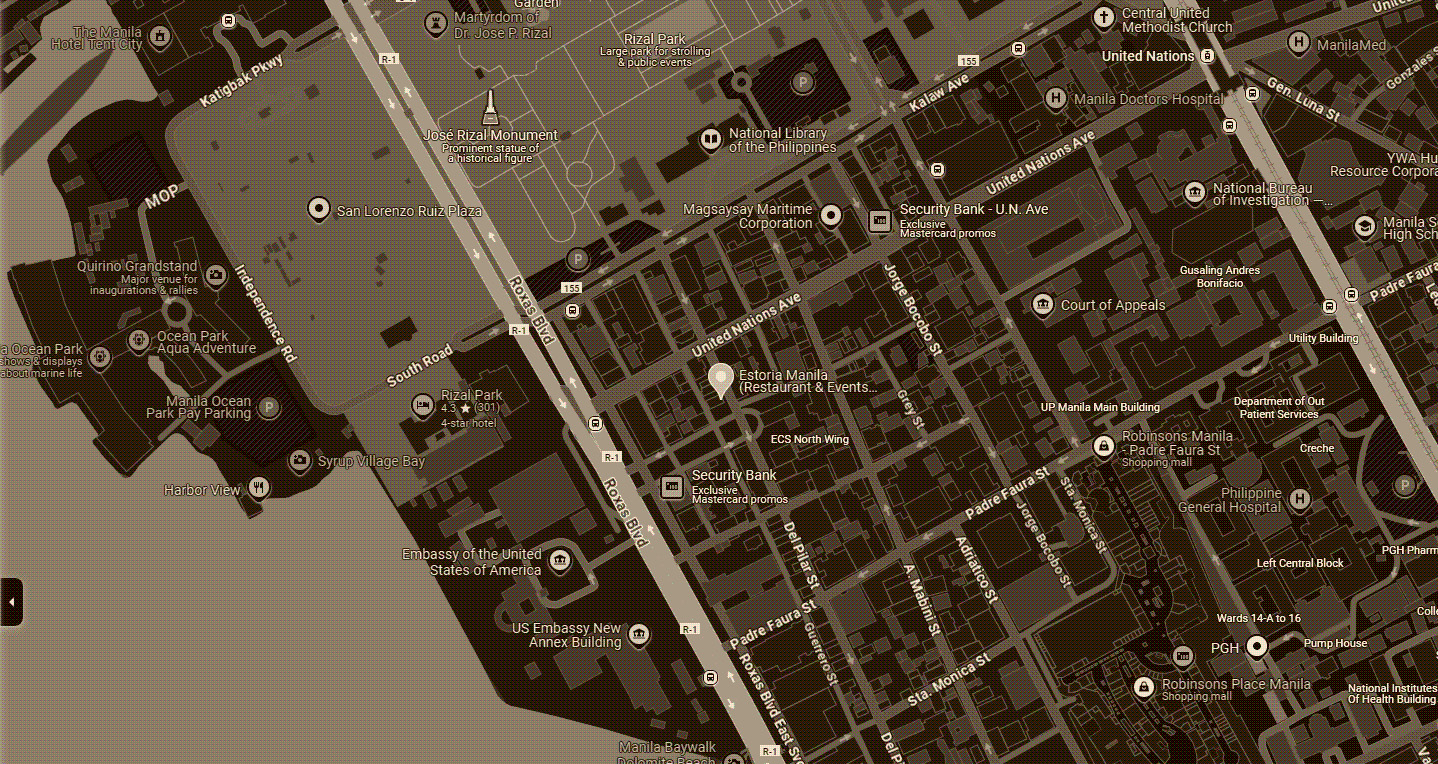 Garden
Martyrdom of
Dr. Jose P. Rizal
Central United
Methodist Church
The Manila
Hotel Tent City
Rizal Park
Large park for strolling
& public events
ManilaMed
R-1
155
United Nations
Katigbak Pkwy
P
Kalaw Ave
Gen. Luna St
Gonzales S
H
Manila Doctors Hospital
José Rizal Monument
Prominent statue of
a historical figure
National Library
of the Philippines
United Nations Ave
YWA Hu
Resource Corpora
MOP
San Lorenzo Ruiz Plaza
Magsaysay Maritime
Corporation
Security Bank - U.N. Ave
Exclusive
Mastercard promos
National Bureau
of Investigation —...
Manila S
High Sch
Quirino Grandstand
Major venue for
inaugurations & rallies
P
Independence Rd
155
Roxas Blvd
R-1
Jorge Bocobo St
Gusaling Andres
Bonifacio
Padre Faura
Court of Appeals
United Nations Ave
Ocean Park
Aqua Adventure
a Ocean Park
shows & displays
about marine life
South Road
Utility Building
Estoria Manila
(Restaurant & Events...
Manila Ocean
Park Pay Parking
P
Rizal Park
4.3 ★ (301)
4-star hotel
Grey St
UP Manila Main Building
Department of Out
Patient Services
ECS North Wing
Robinsons Manila
- Padre Faura St
Shopping mall
Creche
R-1
Syrup Village Bay
Harbor View
Security Bank
Exclusive
Mastercard promos
Roxas Blvd
Padre Faura St
Sta. Monica St
Philippine
General Hospital
H
P
Jorge Bocobo St
Del Pilar St
Adriatico St
A. Mabini St
Embassy of the United
States of America
PGH Pharm
Left Central Block
US Embassy New
Annex Building
R-1
Padre Faura St
Guerrero St
Wards 14-A to 16
Colle
PGH
Pump House
Sta. Monica St
Roxas Blvd East Svc
Robinsons Place Manila
Shopping mall
National Institutes
Of Health Building
Del P
Manila Baywalk
Dolomite Beach
R-1